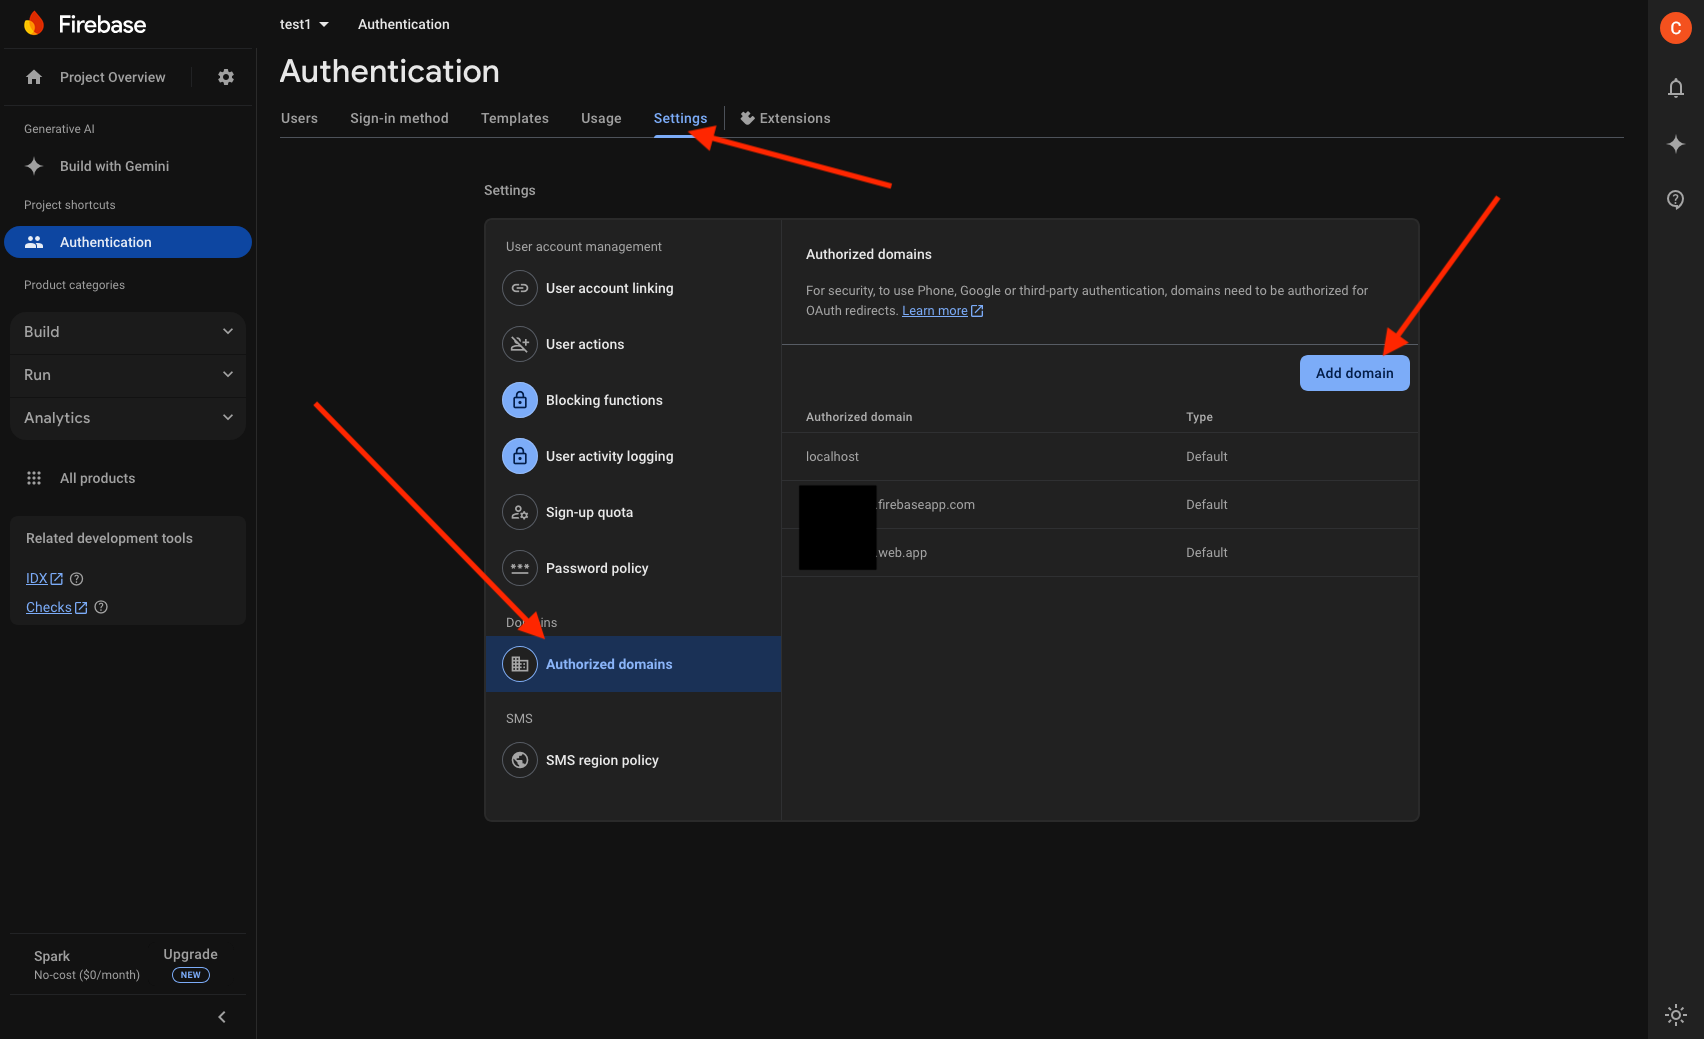 Firebase
test1
Authentication
C
Project Overview
Authentication
Users
Sign-in method
Templates
Usage
Settings
Extensions
Generative AI
Build with Gemini
Project shortcuts
Authentication
Product categories
Build
Run
Analytics
All products
Related development tools
IDX
Checks
Spark
No-cost ($0/month)
Upgrade
NEW
Settings
User account management
User account linking
User actions
Blocking functions
User activity logging
Sign-up quota
Password policy
Authorized domains
SMS
SMS region policy
Authorized domains
For security, to use Phone, Google or third-party authentication, domains need to be authorized for
OAuth redirects. Learn more
Add domain
Authorized domain
Type
localhost
Default
.firebaseapp.com
Default
.web.app
Default